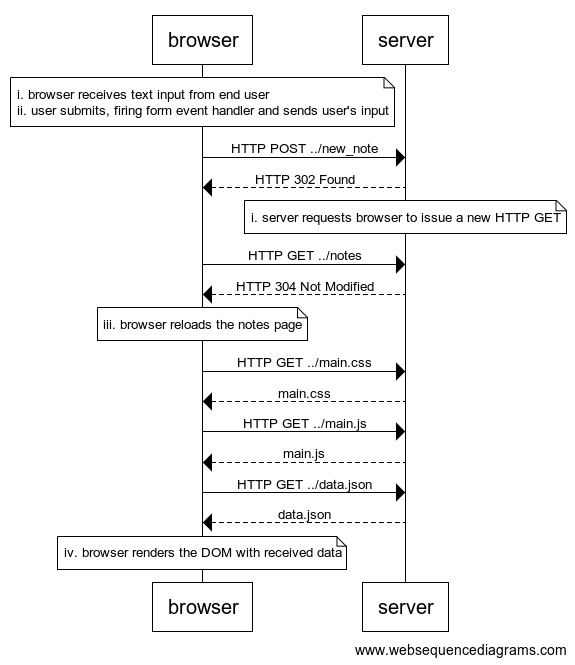 browser
server
i. browser receives text input from end user
ii. user submits, firing form event handler and sends user's input
HTTP POST ../new_note
HTTP 302 Found
i. server requests browser to issue a new HTTP GET
HTTP GET ../notes
HTTP 304 Not Modified
iii. browser reloads the notes page
HTTP GET ../main.css
main.css
HTTP GET ../main.js
main.js
HTTP GET ../data.json
data.json
iv. browser renders the DOM with received data
browser
server
www.websequencediagrams.com